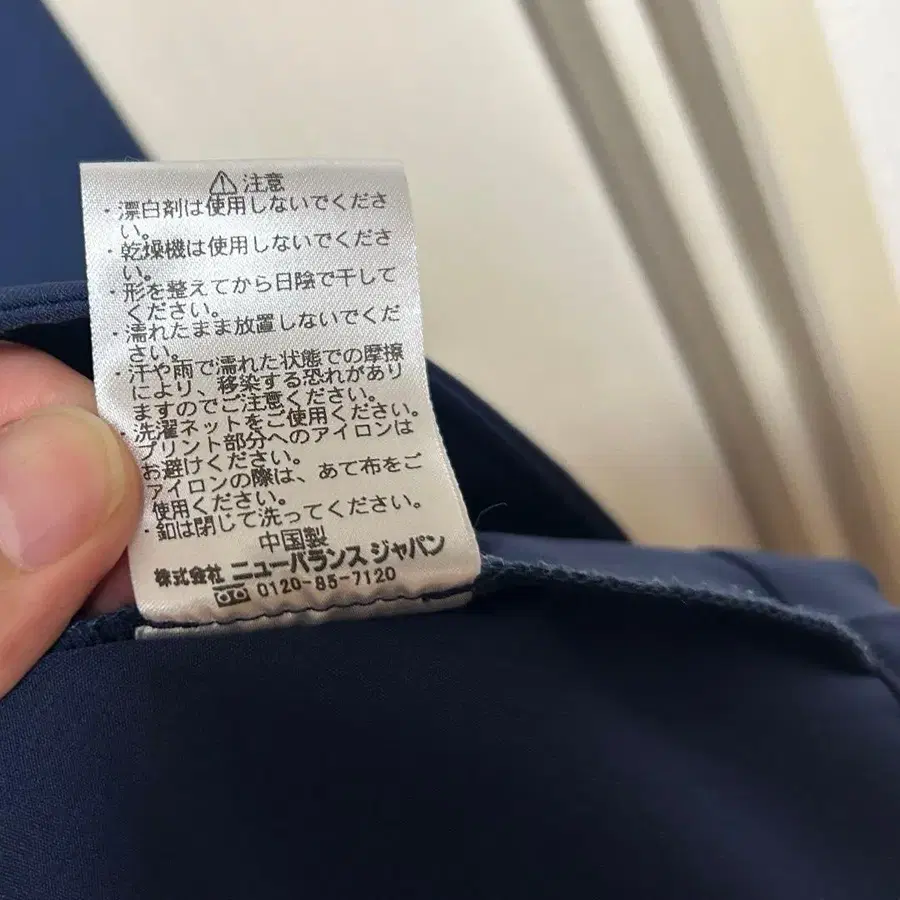 ⚠ 注意
・漂白剤は使用しないでくださ
い。
・乾燥機は使用しないでくださ
い。
・形を整えてから日陰で干して
ください。
・濡れたまま放置しないでくだ
さい。
・汗や雨で濡れた状態での摩擦
により、移染する恐れがあり
ますのでご注意ください。
・洗濯ネットをご使用ください。
プリント部分へのアイロンは
お避けください。
アイロンの際は、あて布をご
使用ください。
・釦は閉じて洗ってください。
中国製
株式会社 ニューバランス ジャパン
0120-85-7120